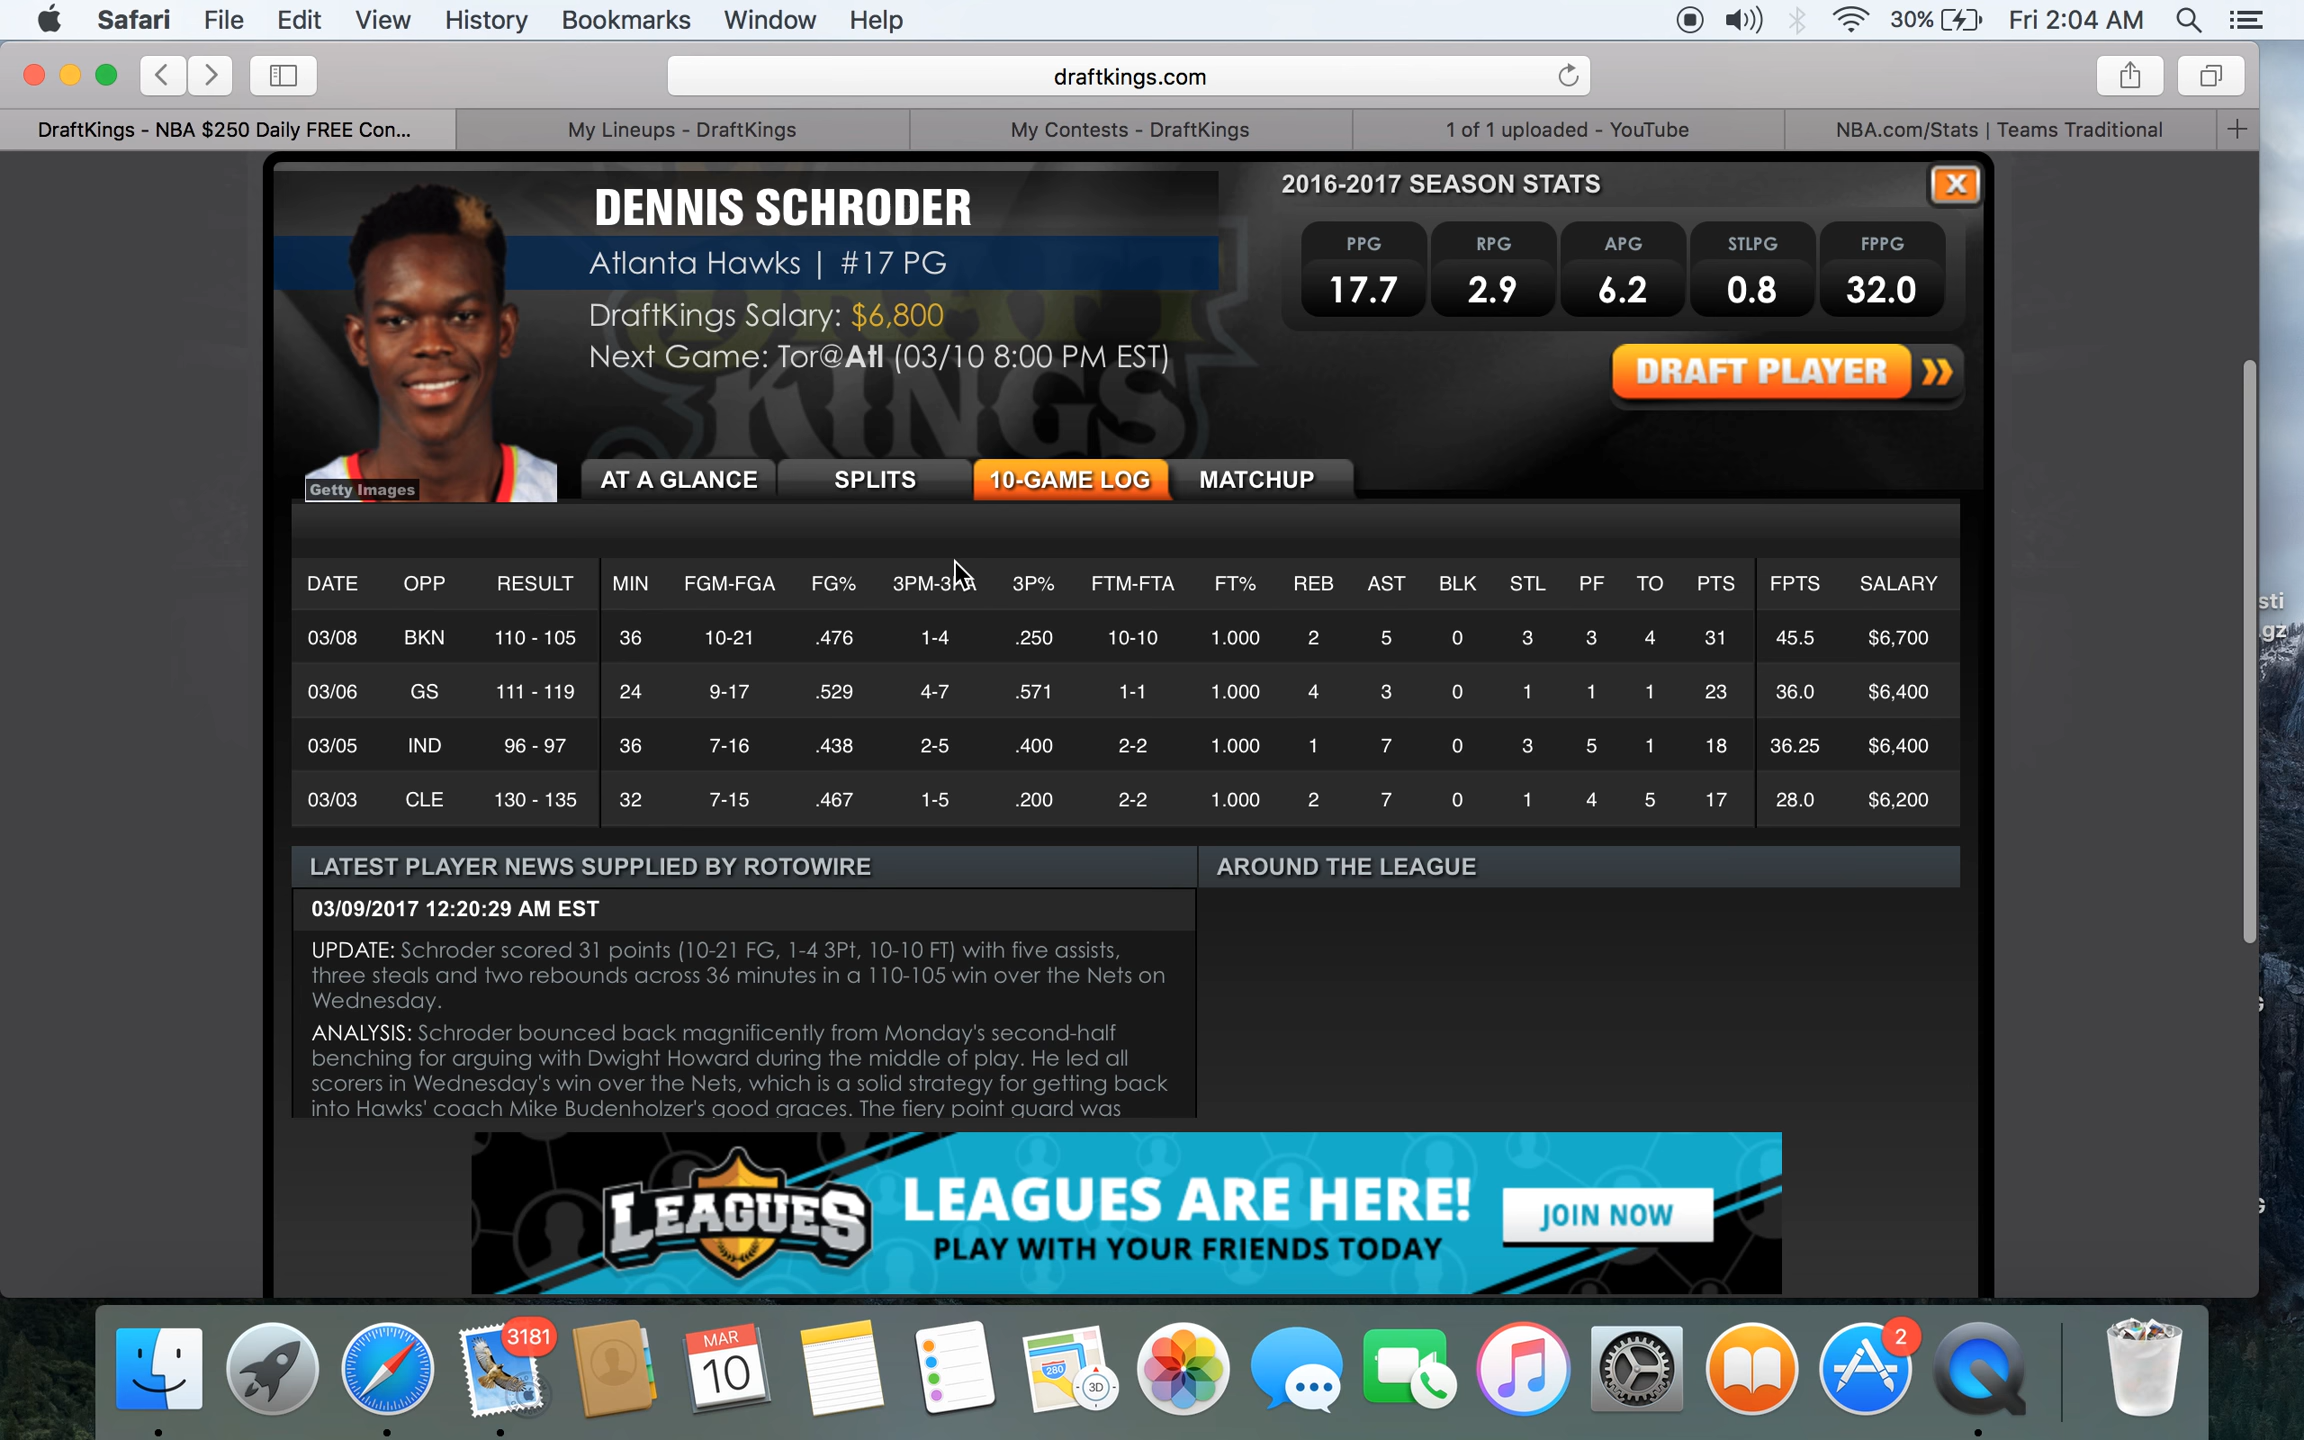 Safari File Edit View History Bookmarks Window Help 30% Fri 2:04 AM
draftkings.com
DraftKings - NBA $250 Daily FREE Con... My Lineups - DraftKings My Contests - DraftKings 1 of 1 uploaded - YouTube NBA.com/Stats | Teams Traditional
DENNIS SCHRODER
Atlanta Hawks | #17 PG
DraftKings Salary: $6,800
Next Game: Tor@Atl (03/10 8:00 PM EST)
2016-2017 SEASON STATS
X
PPG RPG APG STLPG FPPG
17.7 2.9 6.2 0.8 32.0
DRAFT PLAYER
KINGS
Getty Images
AT A GLANCE SPLITS 10-GAME LOG MATCHUP
DATE OPP RESULT MIN FGM-FGA FG% 3PM-3PA 3P% FTM-FTA FT% REB AST BLK STL PF TO PTS FPTS SALARY
03/08 BKN 110 - 105 36 10-21 .476 1-4 .250 10-10 1.000 2 5 0 3 3 4 31 45.5 $6,700
03/06 GS 111 - 119 24 9-17 .529 4-7 .571 1-1 1.000 4 3 0 1 1 1 23 36.0 $6,400
03/05 IND 96 - 97 36 7-16 .438 2-5 .400 2-2 1.000 1 7 0 3 5 1 18 36.25 $6,400
03/03 CLE 130 - 135 32 7-15 .467 1-5 .200 2-2 1.000 2 7 0 1 4 5 17 28.0 $6,200
LATEST PLAYER NEWS SUPPLIED BY ROTOWIRE
03/09/2017 12:20:29 AM EST
UPDATE: Schroder scored 31 points (10-21 FG, 1-4 3Pt, 10-10 FT) with five assists,
three steals and two rebounds across 36 minutes in a 110-105 win over the Nets on
Wednesday.
ANALYSIS: Schroder bounced back magnificently from Monday's second-half
benching for arguing with Dwight Howard during the middle of play. He led all
scorers in Wednesday's win over the Nets, which is a solid strategy for getting back
into Hawks' coach Mike Budenholzer's good graces. The fiery point guard was
AROUND THE LEAGUE
LEAGUES
LEAGUES ARE HERE!
PLAY WITH YOUR FRIENDS TODAY
JOIN NOW
sti
.gz
3181
MAR
10
280
3D
2